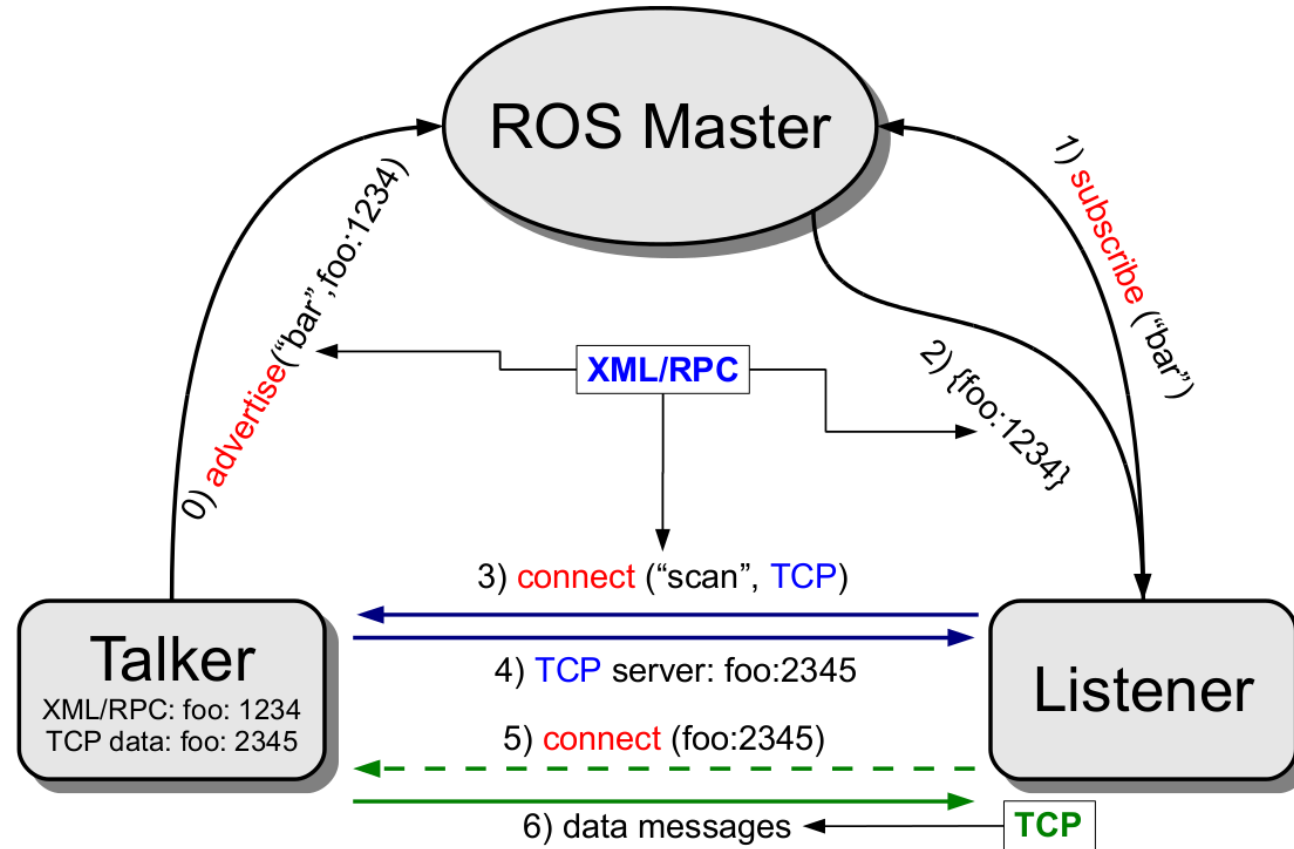 ROS Master
0) advertise(“bar”,foo:1234)
1) subscribe (“bar”)
XML/RPC
2) {foo:1234}
3) connect (“scan”, TCP)
Talker
XML/RPC: foo: 1234
TCP data: foo: 2345
4) TCP server: foo:2345
Listener
5) connect (foo:2345)
6) data messages
TCP